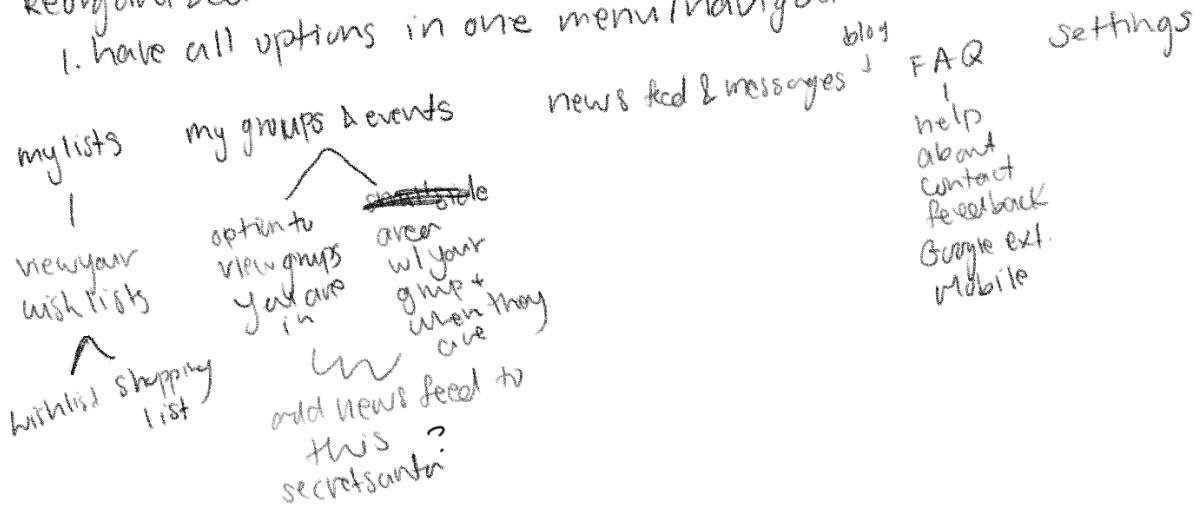 1. have all options in one menu/navig
blog
my lists
my groups & events
news feed & messages
FAQ
settings
view your
wish lists
wishlist shopping
list
option to
view groups
you are
in
area
w/ your
group +
when they
are
add news feed to
this
secretsanta?
help
about
contact
feedback
Google ext.
Mobile